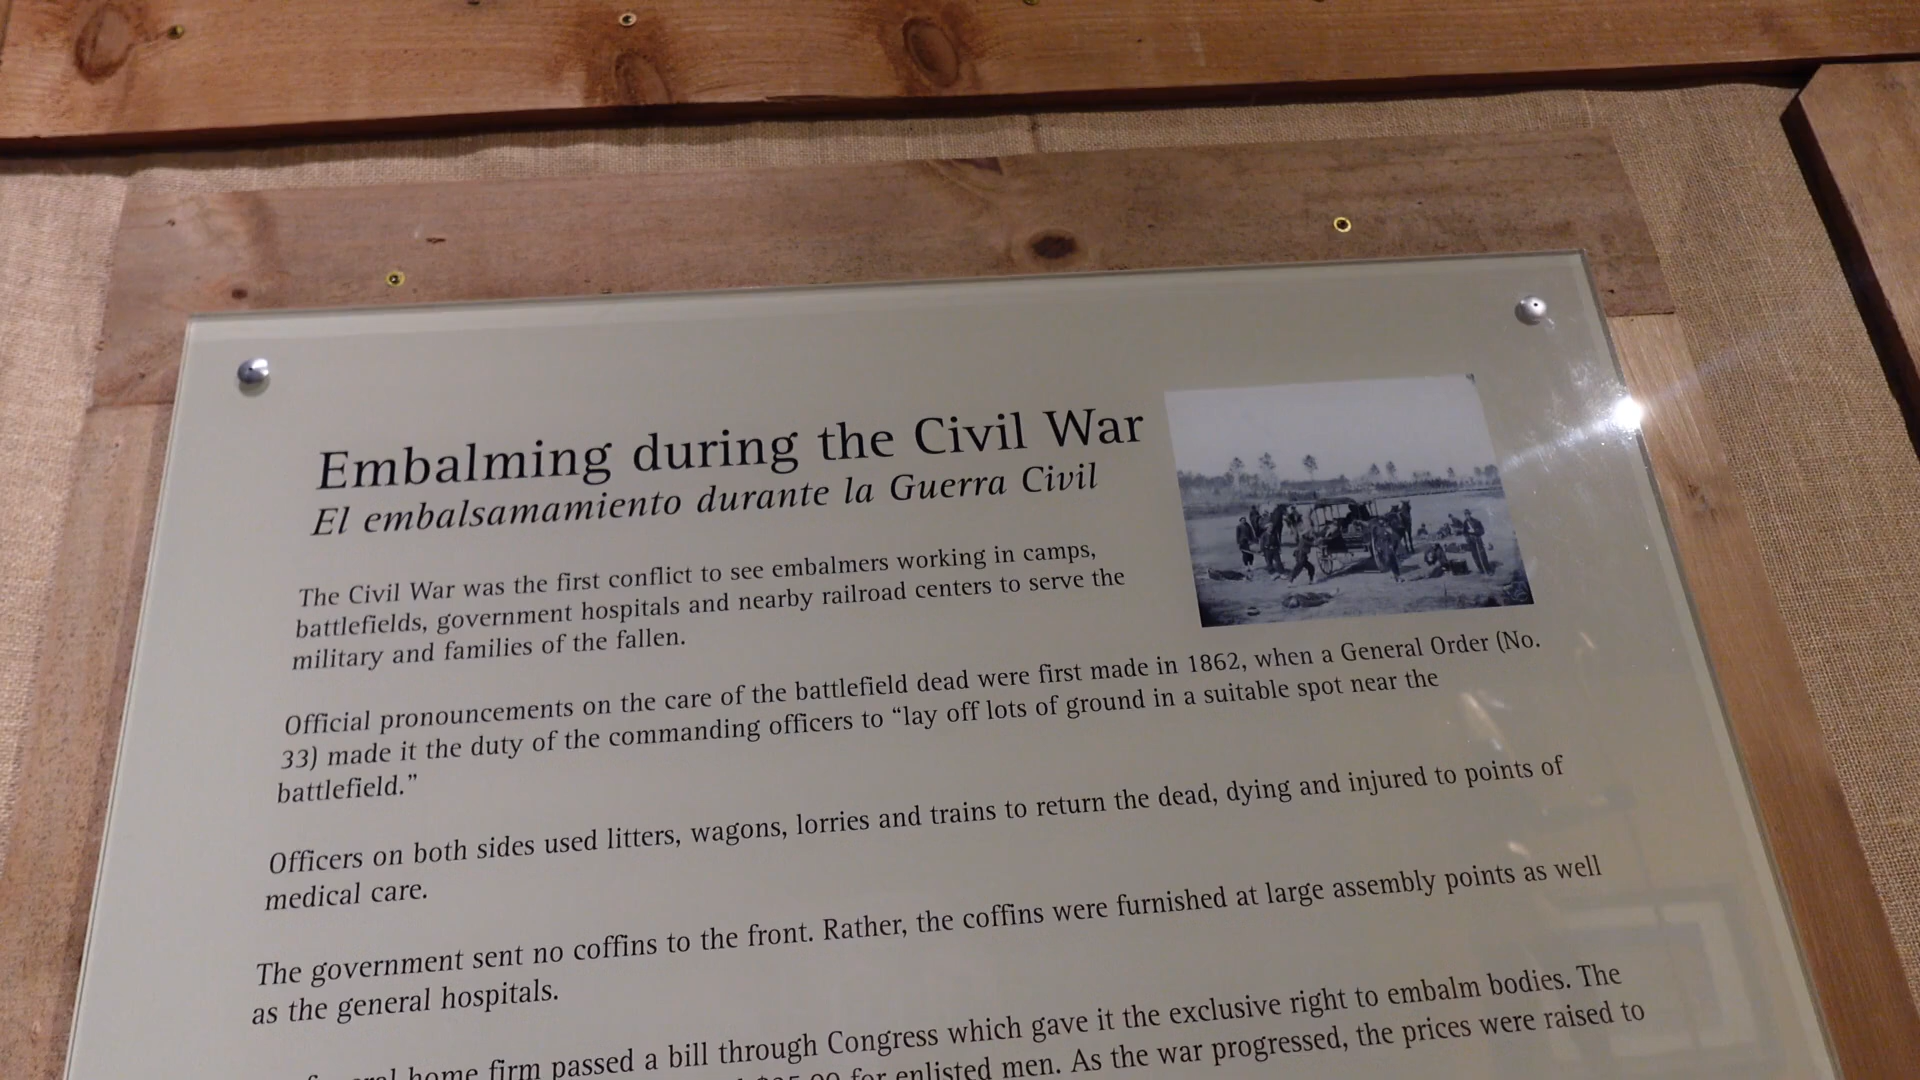 Embalming during the Civil War
El embalsamamiento durante la Guerra Civil
The Civil War was the first conflict to see embalmers working in camps,
battlefields, government hospitals and nearby railroad centers to serve the
military and families of the fallen.
Official pronouncements on the care of the battlefield dead were first made in 1862, when a General Order (No.
33) made it the duty of the commanding officers to “lay off lots of ground in a suitable spot near the
battlefield.”
Officers on both sides used litters, wagons, lorries and trains to return the dead, dying and injured to points of
medical care.
The government sent no coffins to the front. Rather, the coffins were furnished at large assembly points as well
as the general hospitals.
home firm passed a bill through Congress which gave it the exclusive right to embalm bodies. The
for enlisted men. As the war progressed, the prices were raised to